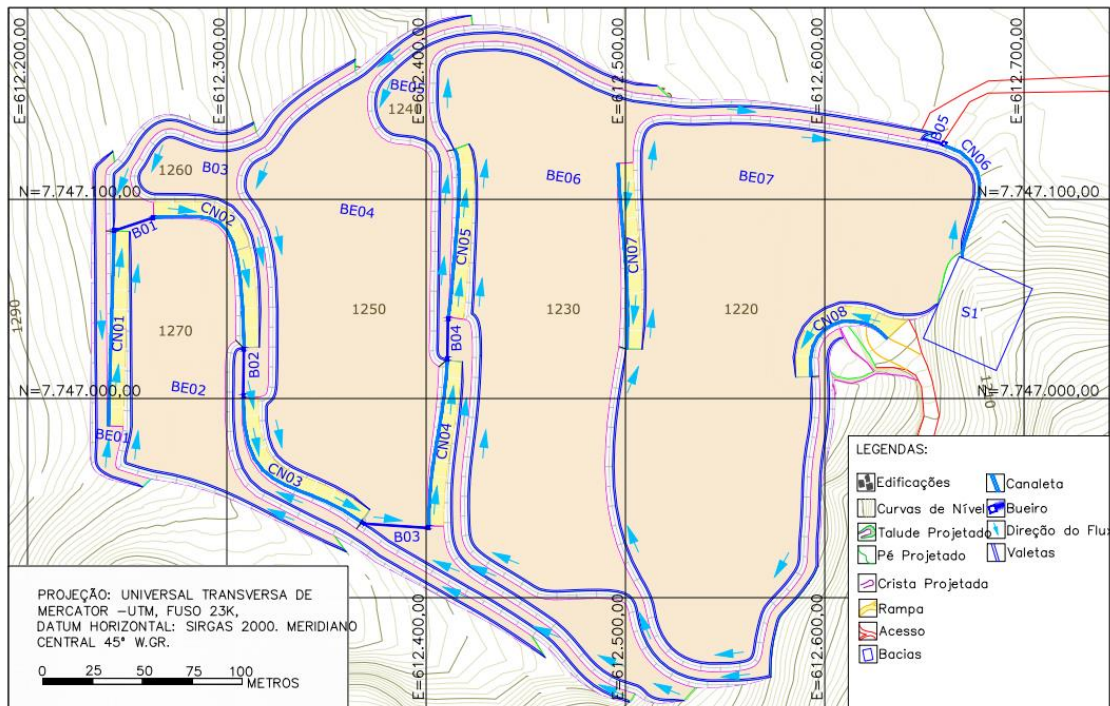 E=612.200,00
E=612.300,00
E=612.400,00
E=612.500,00
E=612.600,00
E=612.700,00
1240
B05
CN06
1260
B03
BE06
BE07
N=7.747.100,00
N=7.747.100,00
CN02
BE04
B01
CN05
CN07
1290
CN01
1270
1250
1230
1220
CN08
S1
B02
B04
BE02
N=7.747.000,00
N=7.747.000,00
BE01
CN04
CN03
B03
E=612.400,00
E=612.500,00
E=612.600,00
PROJEÇÃO: UNIVERSAL TRANSVERSA DE
MERCATOR –UTM, FUSO 23K,
DATUM HORIZONTAL: SIRGAS 2000. MERIDIANO
CENTRAL 45° W.GR.
0 25 50 75 100
METROS
LEGENDAS:
Edificações
Curvas de Nível
Talude Projetado
Pé Projetado
Crista Projetada
Rampa
Acesso
Bacias
Canaleta
Bueiro
Direção do Flu
Valetas